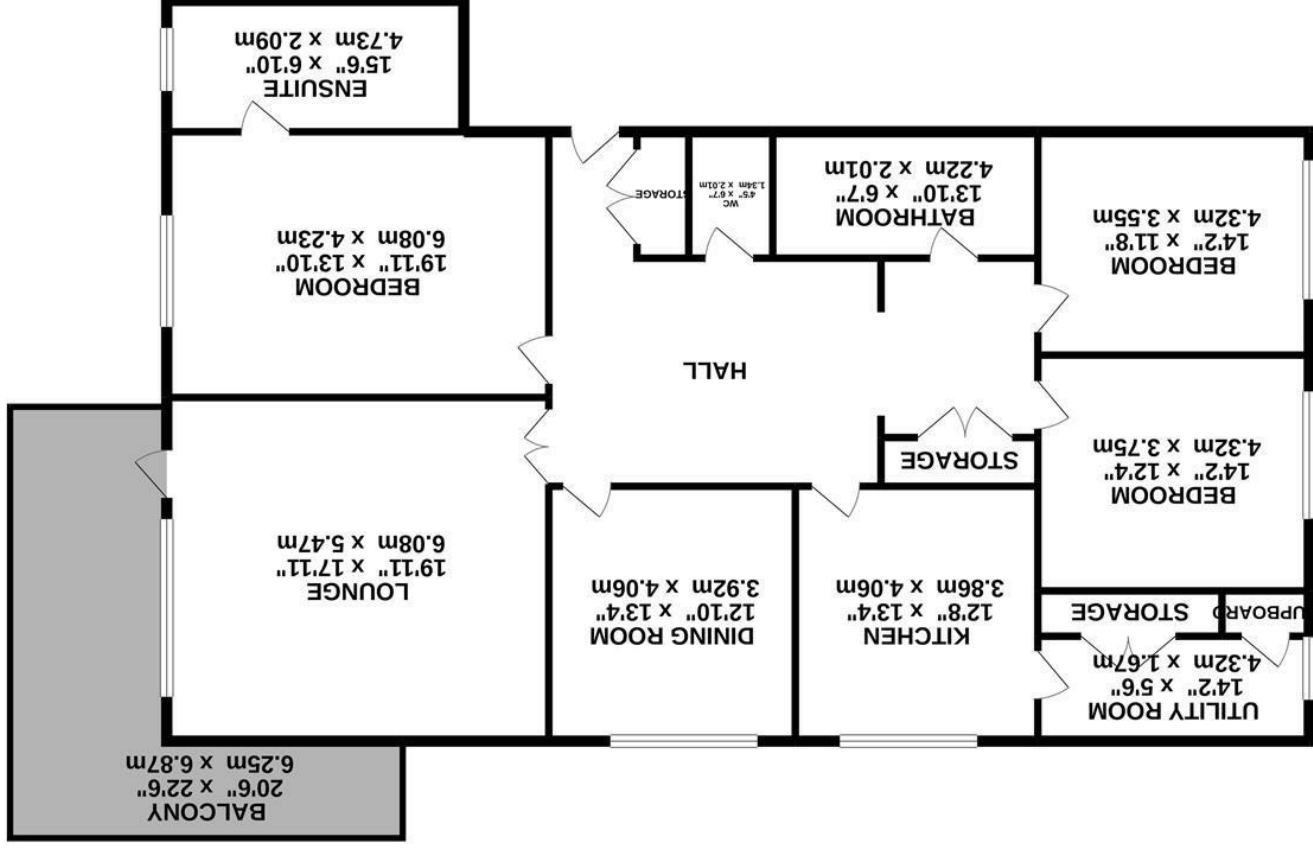 BALCONY
20'6" x 22'6"
6.25m x 6.87m
UTILITY ROOM
14'2" x 5'6"
4.32m x 1.67m
UPBOARD
STORAGE
KITCHEN
12'8" x 13'4"
3.86m x 4.06m
DINING ROOM
12'10" x 13'4"
3.92m x 4.06m
LOUNGE
19'11" x 17'11"
6.08m x 5.47m
BEDROOM
14'2" x 12'4"
4.32m x 3.75m
STORAGE
HALL
BEDROOM
14'2" x 11'8"
4.32m x 3.55m
BATHROOM
13'10" x 6'7"
4.22m x 2.01m
WC
4'5" x 6'7"
1.34m x 2.01m
STORAGE
BEDROOM
19'11" x 13'10"
6.08m x 4.23m
ENSUITE
15'6" x 6'10"
4.73m x 2.09m